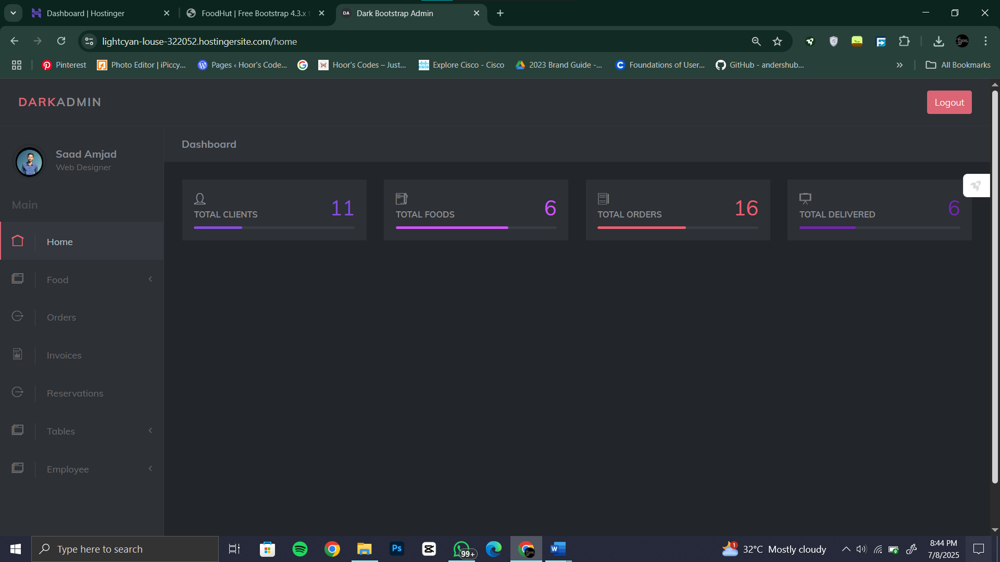 Dashboard | Hostinger
FoodHut | Free Bootstrap 4.3.x
DA Dark Bootstrap Admin
lightcyan-louse-322052.hostingersite.com/home
Pinterest
Photo Editor | iPiccy...
Pages ‹ Hoor's Code...
Hoor's Codes – Just...
Explore Cisco - Cisco
2023 Brand Guide -...
Foundations of User...
GitHub - andershub...
»
All Bookmarks
DARKADMIN
Logout
Saad Amjad
Web Designer
Dashboard
TOTAL CLIENTS
11
TOTAL FOODS
6
TOTAL ORDERS
16
TOTAL DELIVERED
6
Main
Home
Food
Orders
Invoices
Reservations
Tables
Employee
Type here to search
Ps
99+
W
1
32°C Mostly cloudy
8:44 PM
7/8/2025